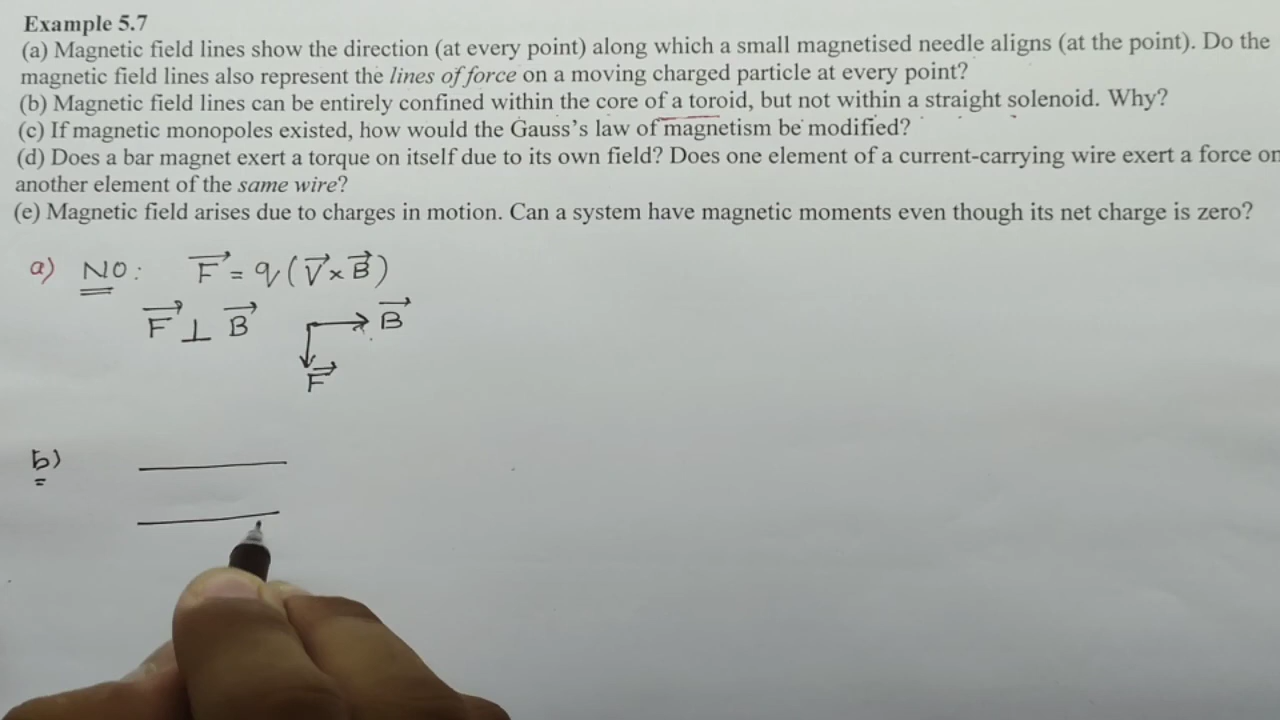 Example 5.7
(a) Magnetic field lines show the direction (at every point) along which a small magnetised needle aligns (at the point). Do the
magnetic field lines also represent the lines of force on a moving charged particle at every point?
(b) Magnetic field lines can be entirely confined within the core of a toroid, but not within a straight solenoid. Why?
(c) If magnetic monopoles existed, how would the Gauss's law of magnetism be modified?
(d) Does a bar magnet exert a torque on itself due to its own field? Does one element of a current-carrying wire exert a force on
another element of the same wire?
(e) Magnetic field arises due to charges in motion. Can a system have magnetic moments even though its net charge is zero?
a) NO: F⃗ = q (V⃗ × B⃗)
F⃗ ⊥ B⃗ B⃗
F⃗
b)